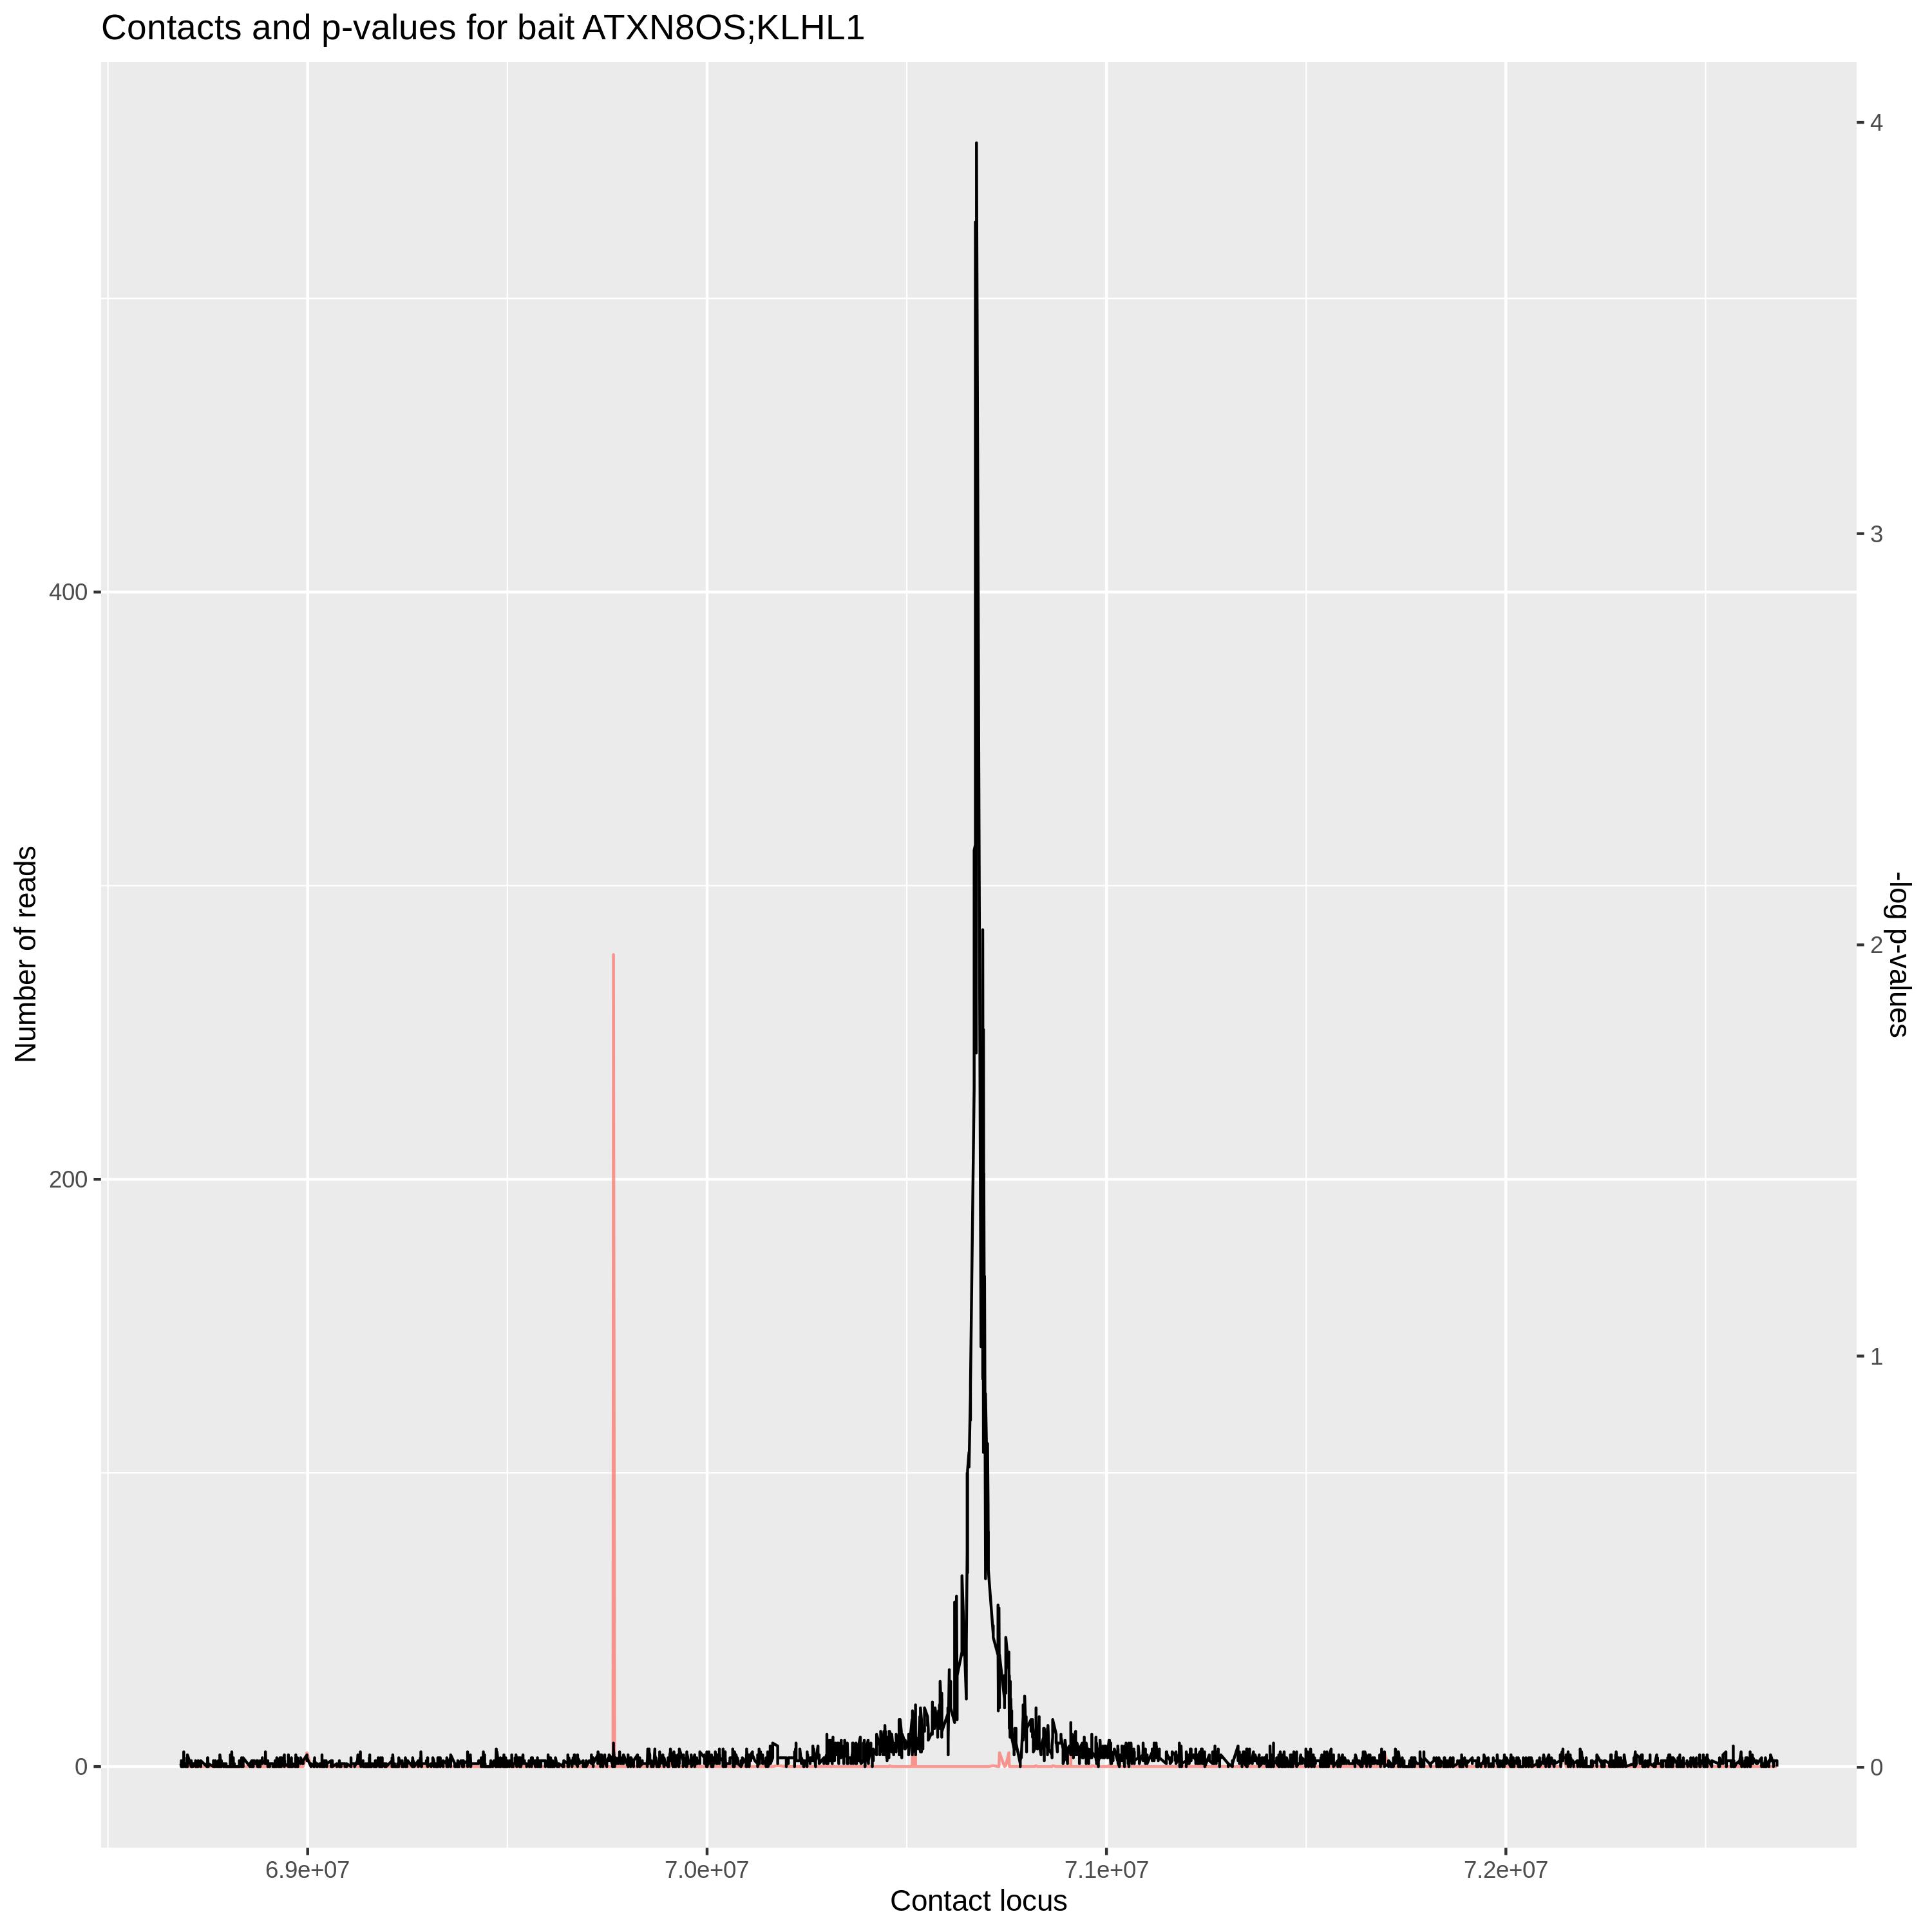 Contacts and p-values for bait ATXN8OS;KLHL1
4
3
400
Number of reads
-log p-values
2
200
1
0
0
6.9e+07
7.0e+07
7.1e+07
7.2e+07
Contact locus